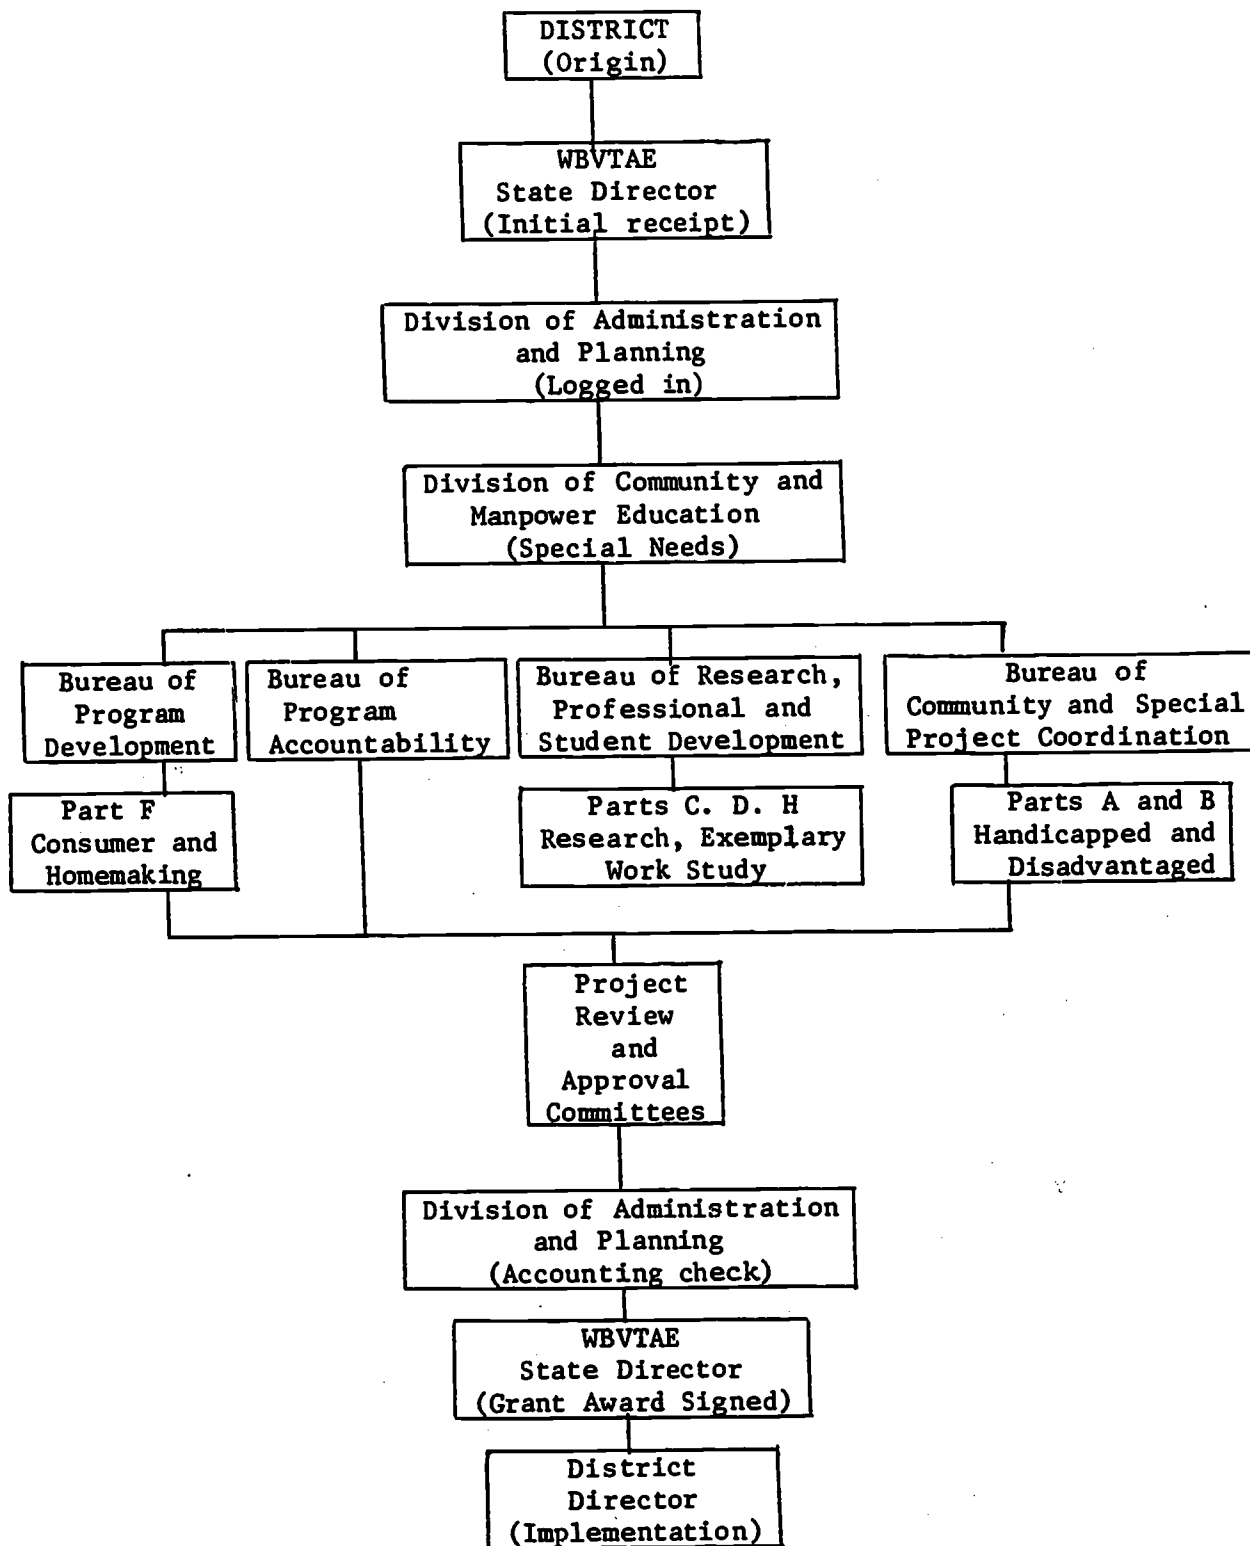 DISTRICT
(Origin)
WBVTAE
State Director
(Initial receipt)
Division of Administration
and Planning
(Logged in)
Division of Community and
Manpower Education
(Special Needs)
Bureau of
Program
Development
Bureau of
Program
Accountability
Bureau of Research,
Professional and
Student Development
Bureau of
Community and Special
Project Coordination
Part F
Consumer and
Homemaking
Parts C. D. H
Research, Exemplary
Work Study
Parts A and B
Handicapped and
Disadvantaged
Project
Review
and
Approval
Committees
Division of Administration
and Planning
(Accounting check)
WBVTAE
State Director
(Grant Award Signed)
District
Director
(Implementation)